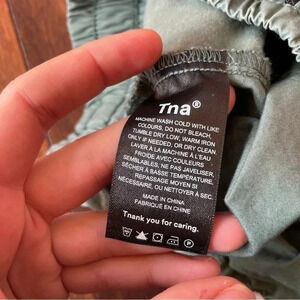 Tna®
MACHINE WASH COLD WITH LIKE
COLOURS, DO NOT BLEACH,
TUMBLE DRY LOW, WARM IRON
ONLY IF NEEDED, OR DRY CLEAN
LAVER À LA MACHINE À L'EAU
FROIDE AVEC COULEURS
SEMBLABLES, NE PAS JAVELISER,
SÉCHER À BASSE TEMPÉRATURE,
REPASSAGE MOYEN SI
NÉCESSAIRE, OU NETTOYER À SEC.
MADE IN CHINA
FABRIQUÉ EN CHINE
Tnank you for caring.